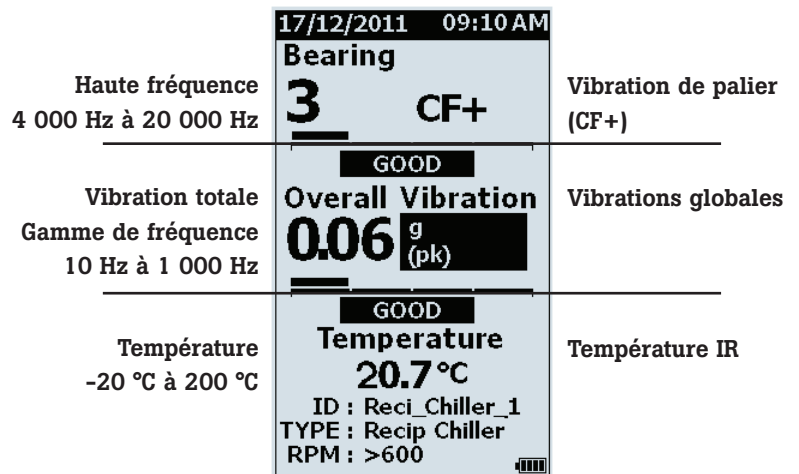 17/12/2011 09:10 AM
Bearing
Haute fréquence
4 000 Hz à 20 000 Hz
3 CF+
Vibration de palier
(CF+)
GOOD
Vibration totale
Gamme de fréquence
10 Hz à 1 000 Hz
Overall Vibration
0.06 g
(pk)
Vibrations globales
GOOD
Température
-20 °C à 200 °C
Temperature
20.7 °C
Température IR
ID : Reci_Chiller_1
TYPE : Recip Chiller
RPM : >600